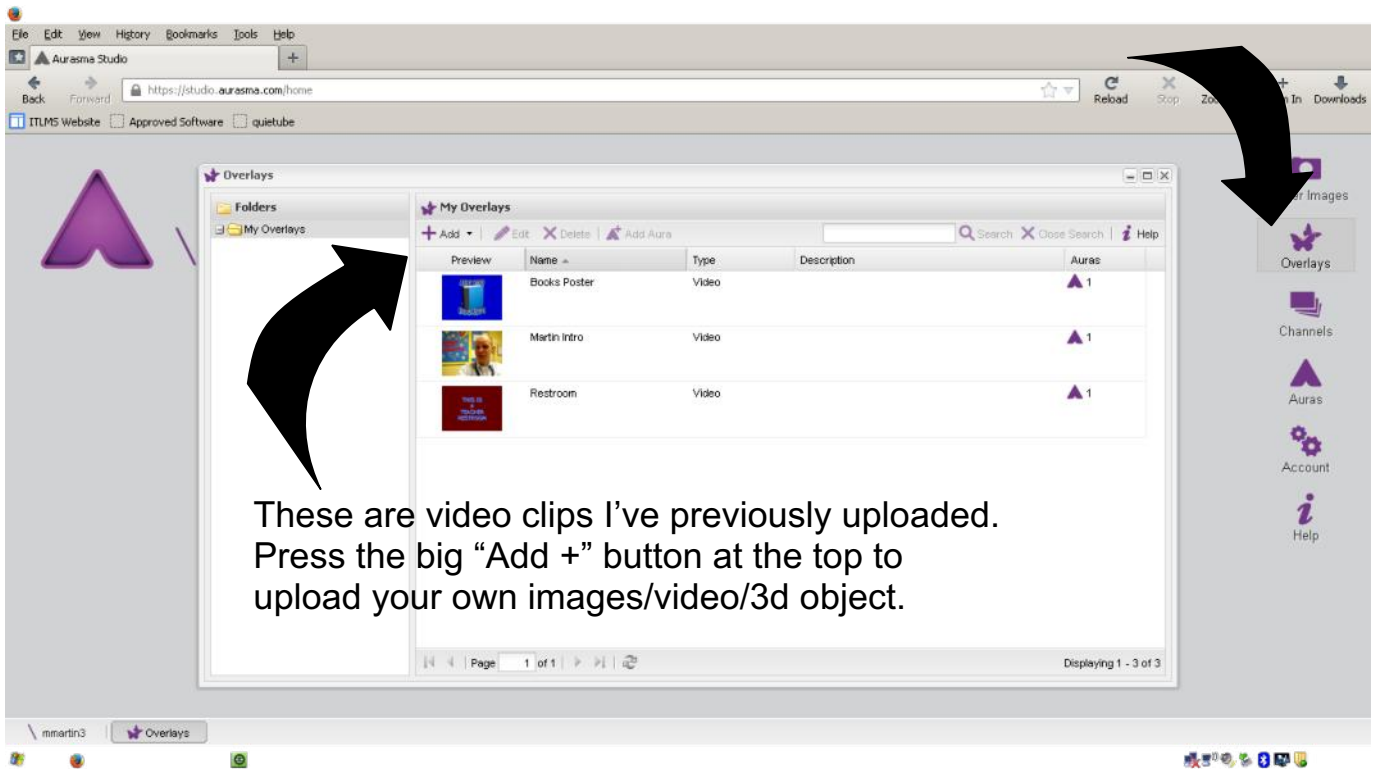 File Edit View History Bookmarks Tools Help
Aurasma Studio
Back Forward https://studio.aurasma.com/home Reload Stop In Downloads
ITLMS Website Approved Software quietube
Overlays
Images
Folders My Overlays
My Overlays Add Edit Delete Add Aura Search Close Search Help
Overlays
Preview Name Type Description Auras
Books Poster Video 1
Channels
Martin Intro Video 1
Auras
THIS IS
A
TEACHER
RESTROOM
Restroom Video 1
Account
Help
These are video clips I’ve previously uploaded.
Press the big “Add +” button at the top to
upload your own images/video/3d object.
Page 1 of 1 Displaying 1 - 3 of 3
mmartin3 Overlays